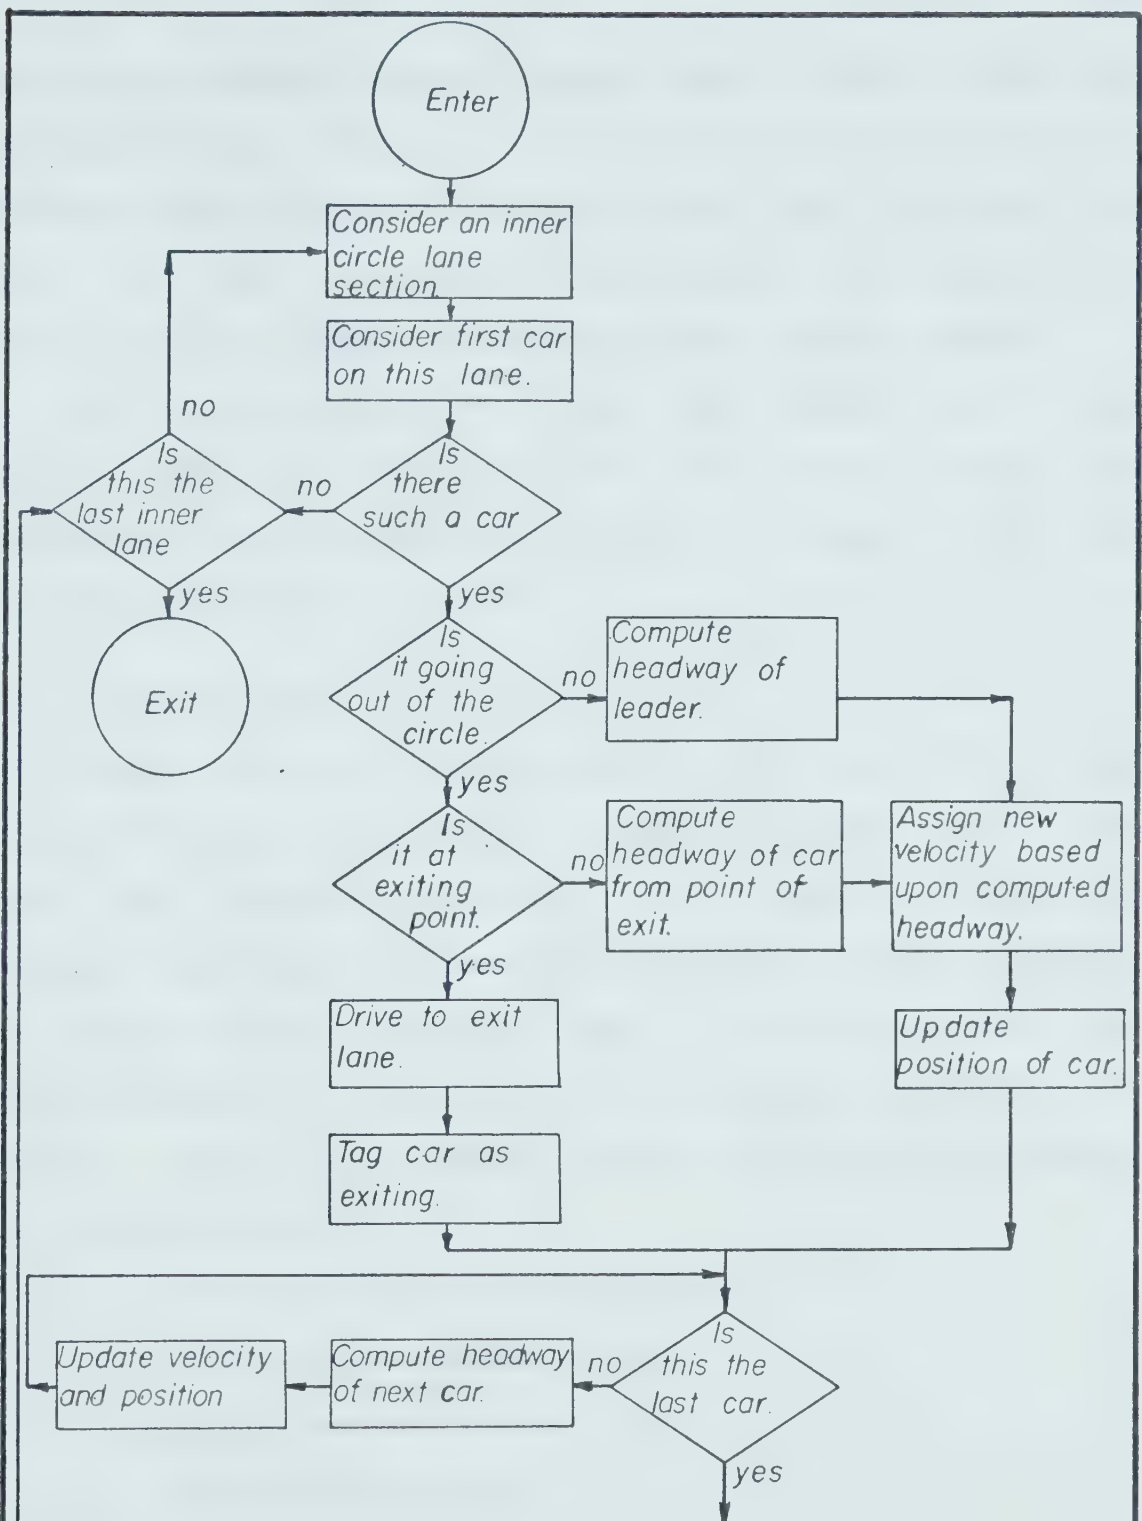 Enter
Consider an inner
circle lane
section.
Consider first car
on this lane.
no
Is
this the
last inner
lane
no
Is
there
such a car
yes
Exit
yes
Is
it going
out of the
circle.
no
Compute
headway of
leader.
yes
Is
it at
exiting
point.
no
Compute
headway of car
from point of
exit.
Assign new
velocity based
upon computed
headway.
yes
Drive to exit
lane.
Update
position of car.
Tag car as
exiting.
Update velocity
and position
Compute headway
of next car.
no
Is
this the
last car.
yes